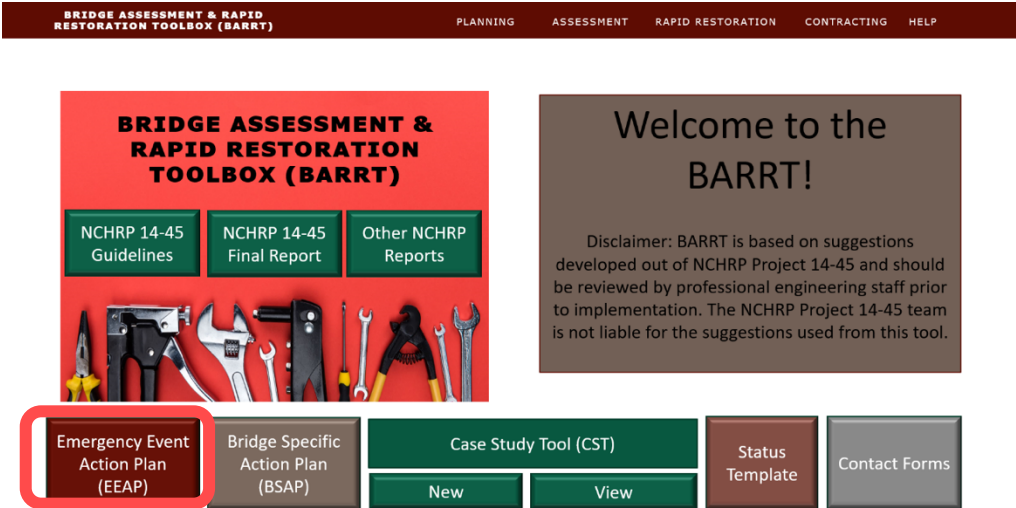 BRIDGE ASSESSMENT & RAPID
RESTORATION TOOLBOX (BARRT)
PLANNING
ASSESSMENT
RAPID RESTORATION
CONTRACTING
HELP
BRIDGE ASSESSMENT &
RAPID RESTORATION
TOOLBOX (BARRT)
NCHRP 14-45
Guidelines
NCHRP 14-45
Final Report
Other NCHRP
Reports
Welcome to the
BARRT!
Disclaimer: BARRT is based on suggestions
developed out of NCHRP Project 14-45 and should
be reviewed by professional engineering staff prior
to implementation. The NCHRP Project 14-45 team
is not liable for the suggestions used from this tool.
Emergency Event
Action Plan
(EEAP)
Bridge Specific
Action Plan
(BSAP)
Case Study Tool (CST)
New
View
Status
Template
Contact Forms